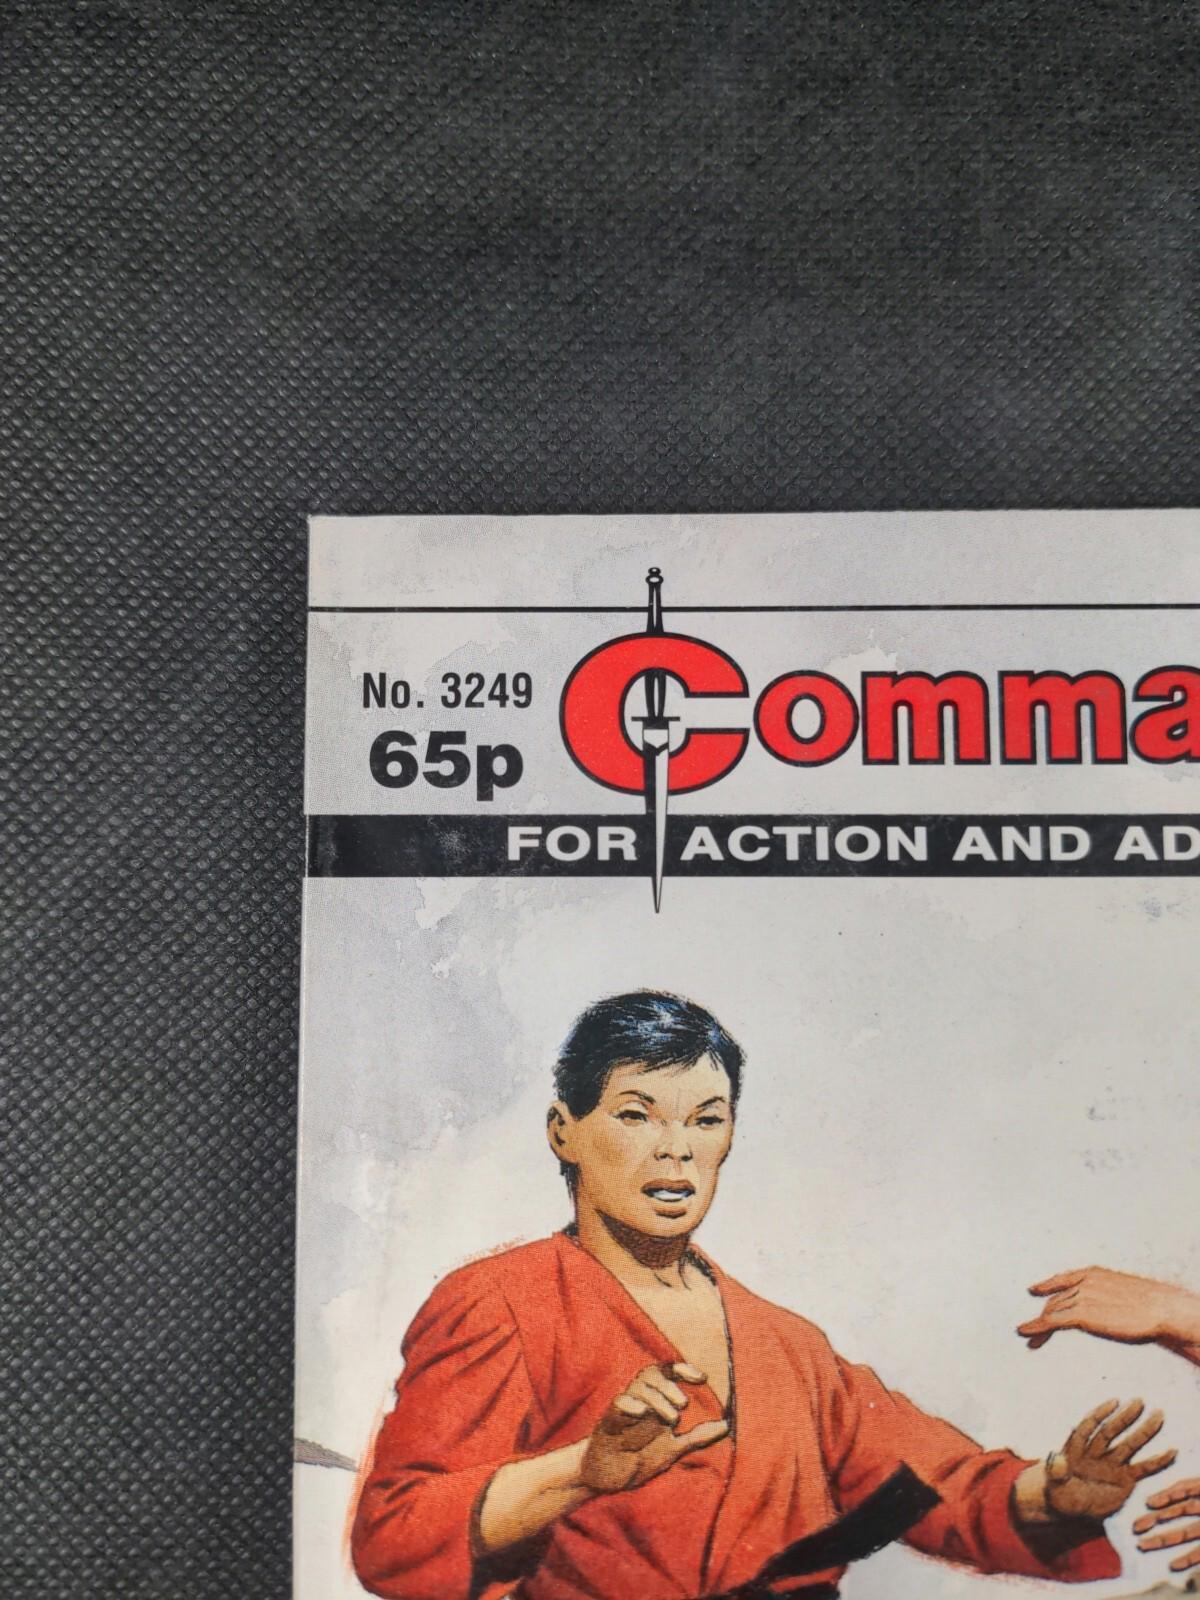 No. 3249
65p
Comma
FOR ACTION AND AD